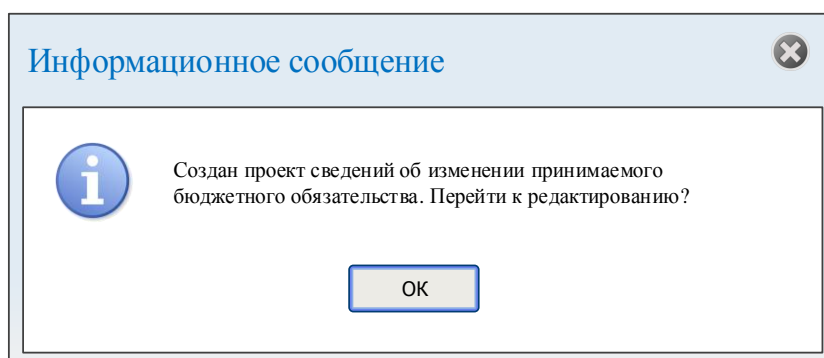 Информационное сообщение
Создан проект сведений об изменении принимаемого
бюджетного обязательства. Перейти к редактированию?
ОК